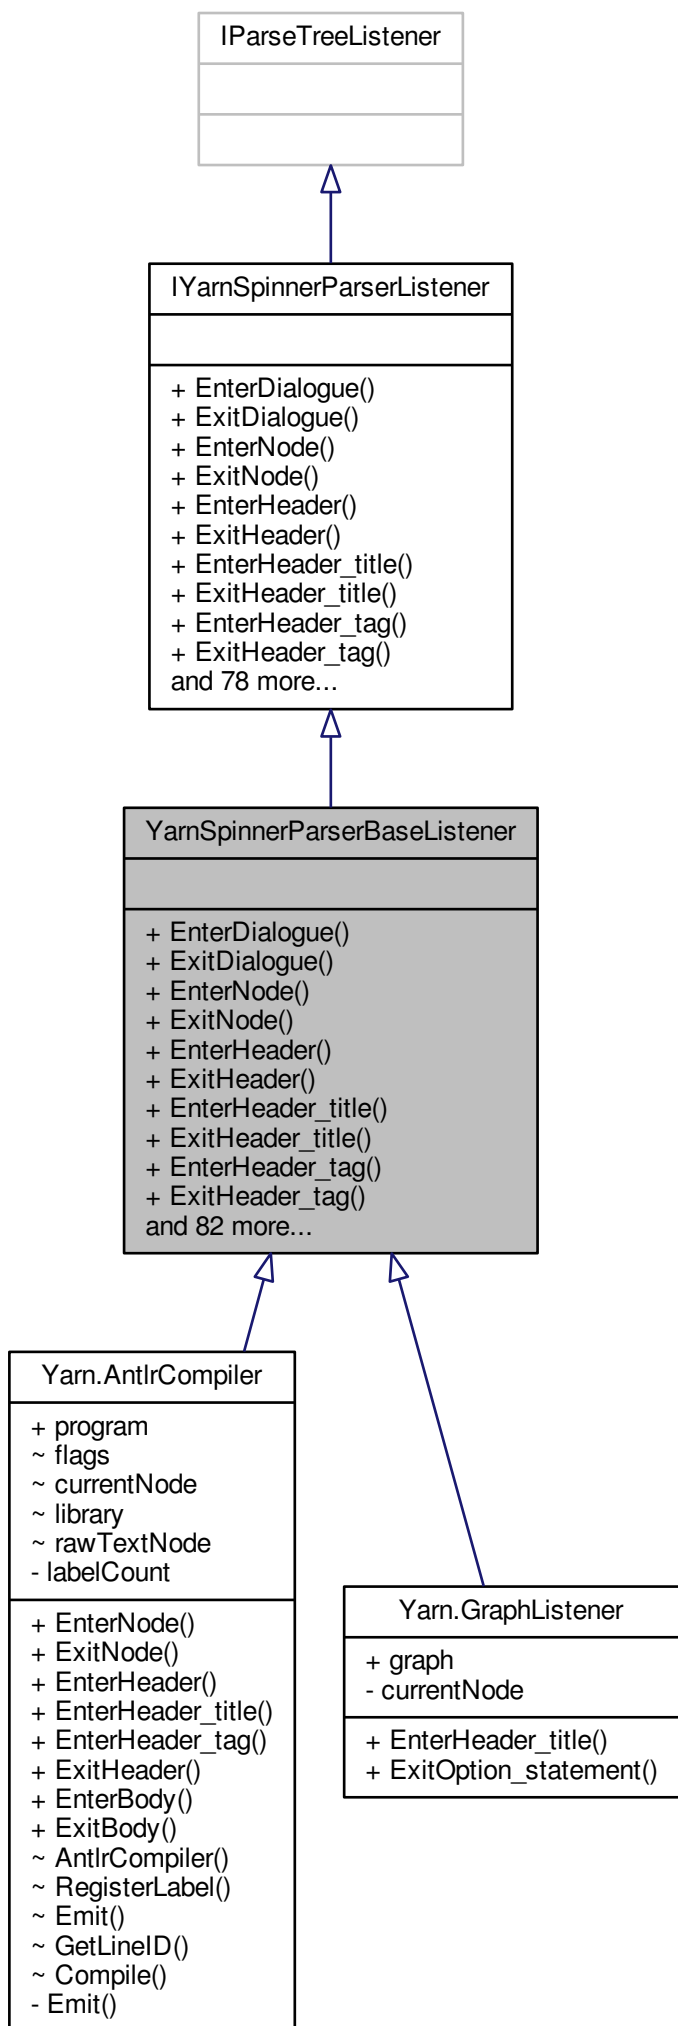 IParseTreeListener
IYarnSpinnerParserListener
+ EnterDialogue()
+ ExitDialogue()
+ EnterNode()
+ ExitNode()
+ EnterHeader()
+ ExitHeader()
+ EnterHeader_title()
+ ExitHeader_title()
+ EnterHeader_tag()
+ ExitHeader_tag()
and 78 more...
YarnSpinnerParserBaseListener
+ EnterDialogue()
+ ExitDialogue()
+ EnterNode()
+ ExitNode()
+ EnterHeader()
+ ExitHeader()
+ EnterHeader_title()
+ ExitHeader_title()
+ EnterHeader_tag()
+ ExitHeader_tag()
and 82 more...
Yarn.AntlrCompiler
+ program
~ flags
~ currentNode
~ library
~ rawTextNode
- labelCount
+ EnterNode()
+ ExitNode()
+ EnterHeader()
+ EnterHeader_title()
+ EnterHeader_tag()
+ ExitHeader()
+ EnterBody()
+ ExitBody()
~ AntlrCompiler()
~ RegisterLabel()
~ Emit()
~ GetLineID()
~ Compile()
- Emit()
Yarn.GraphListener
+ graph
- currentNode
+ EnterHeader_title()
+ ExitOption_statement()